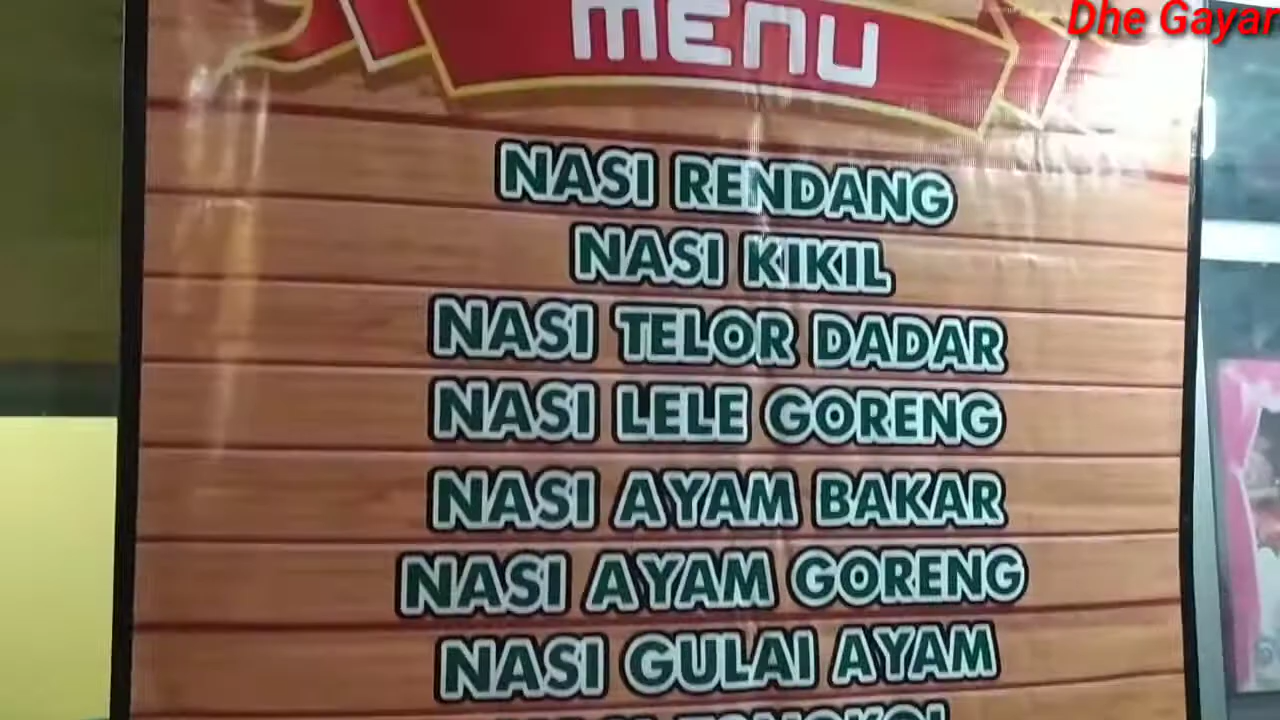 Dhe Gayar
MENU
NASI RENDANG
NASI KIKIL
NASI TELOR DADAR
NASI LELE GORENG
NASI AYAM BAKAR
NASI AYAM GORENG
NASI GULAI AYAM